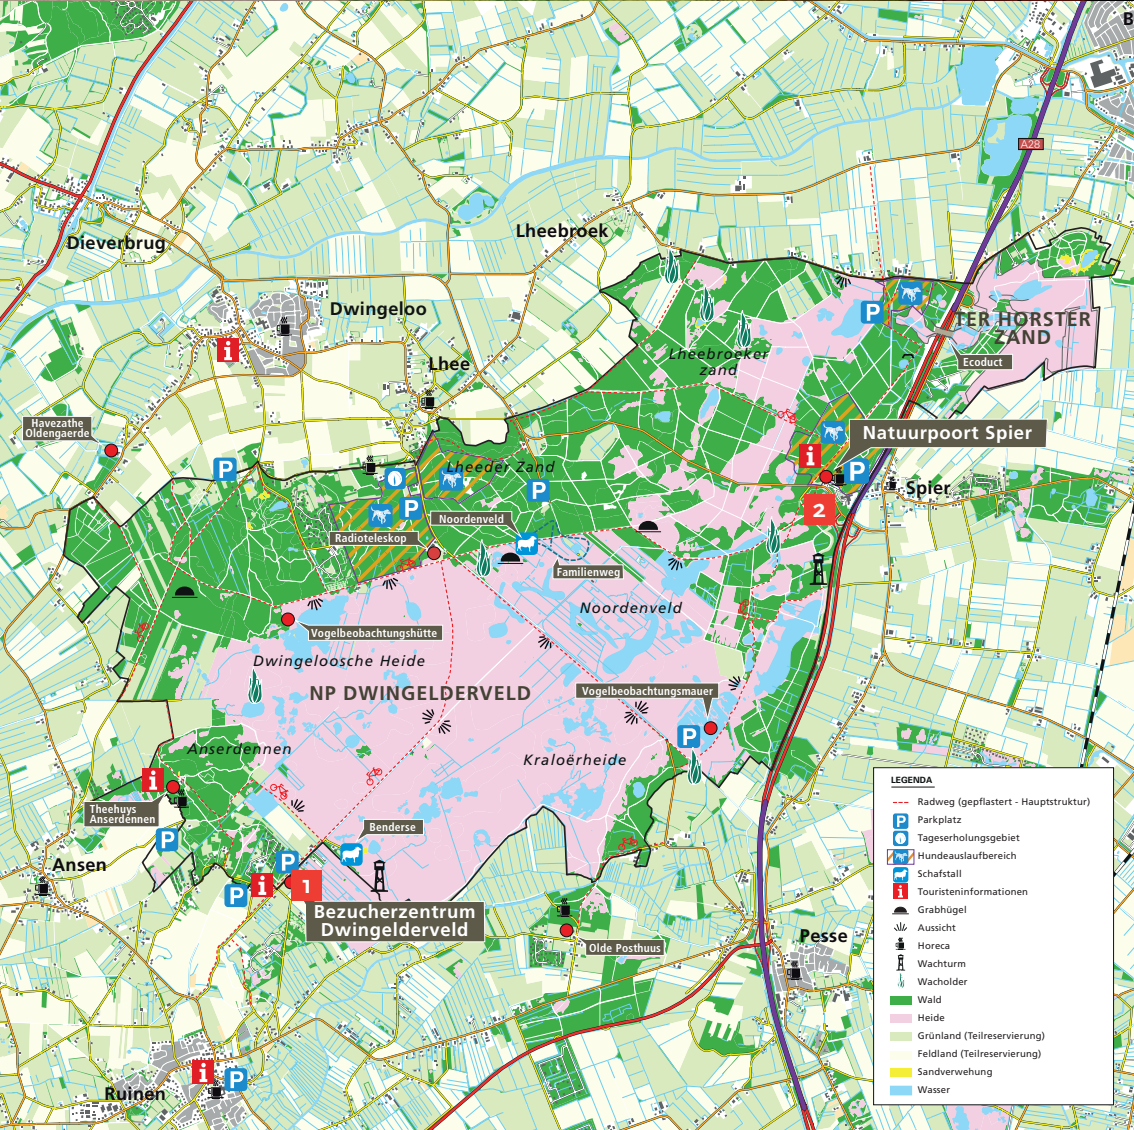 B
A28
Dieverbrug
Lheebroek
Dwingeloo
TER HORSTER
ZAND
Lheebroeker
zand
Ecoduct
Lhee
Havezathe
Oldengaerde
Natuurpoort Spier
Lheeder Zand
Spier
2
Noordenveld
Radioteleskop
Familienweg
Noordenveld
Vogelbeobachtungshütte
Dwingeloosche Heide
NP DWINGELDERVELD
Vogelbeobachtungsmauer
Anserdennen
Kraloërheide
Theehuys
Anserdennen
Benderse
Ansen
1
Bezucherzentrum
Dwingelderveld
Olde Posthuus
Pesse
Ruinen
P
P
P
P
P
P
P
P
P
P
P
i
i
i
i
i
i
LEGENDA
Radweg (gepflastert - Hauptstruktur)
P Parkplatz
i Tageserholungsgebiet
Hundeauslaufbereich
Schafstall
i Touristeninformationen
Grabhügel
Aussicht
Horeca
Wachturm
Wacholder
Wald
Heide
Grünland (Teilreservierung)
Feldland (Teilreservierung)
Sandverwehung
Wasser